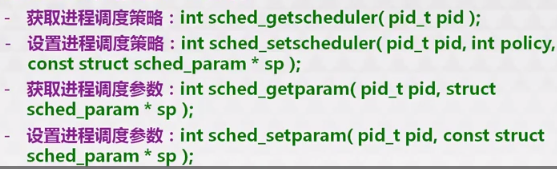 - 获取进程调度策略：int sched_getscheduler( pid_t pid );
- 设置进程调度策略：int sched_setscheduler( pid_t pid, int policy,
const struct sched_param * sp );
- 获取进程调度参数：int sched_getparam( pid_t pid, struct
sched_param * sp );
- 设置进程调度参数：int sched_setparam( pid_t pid, const struct
sched_param * sp );